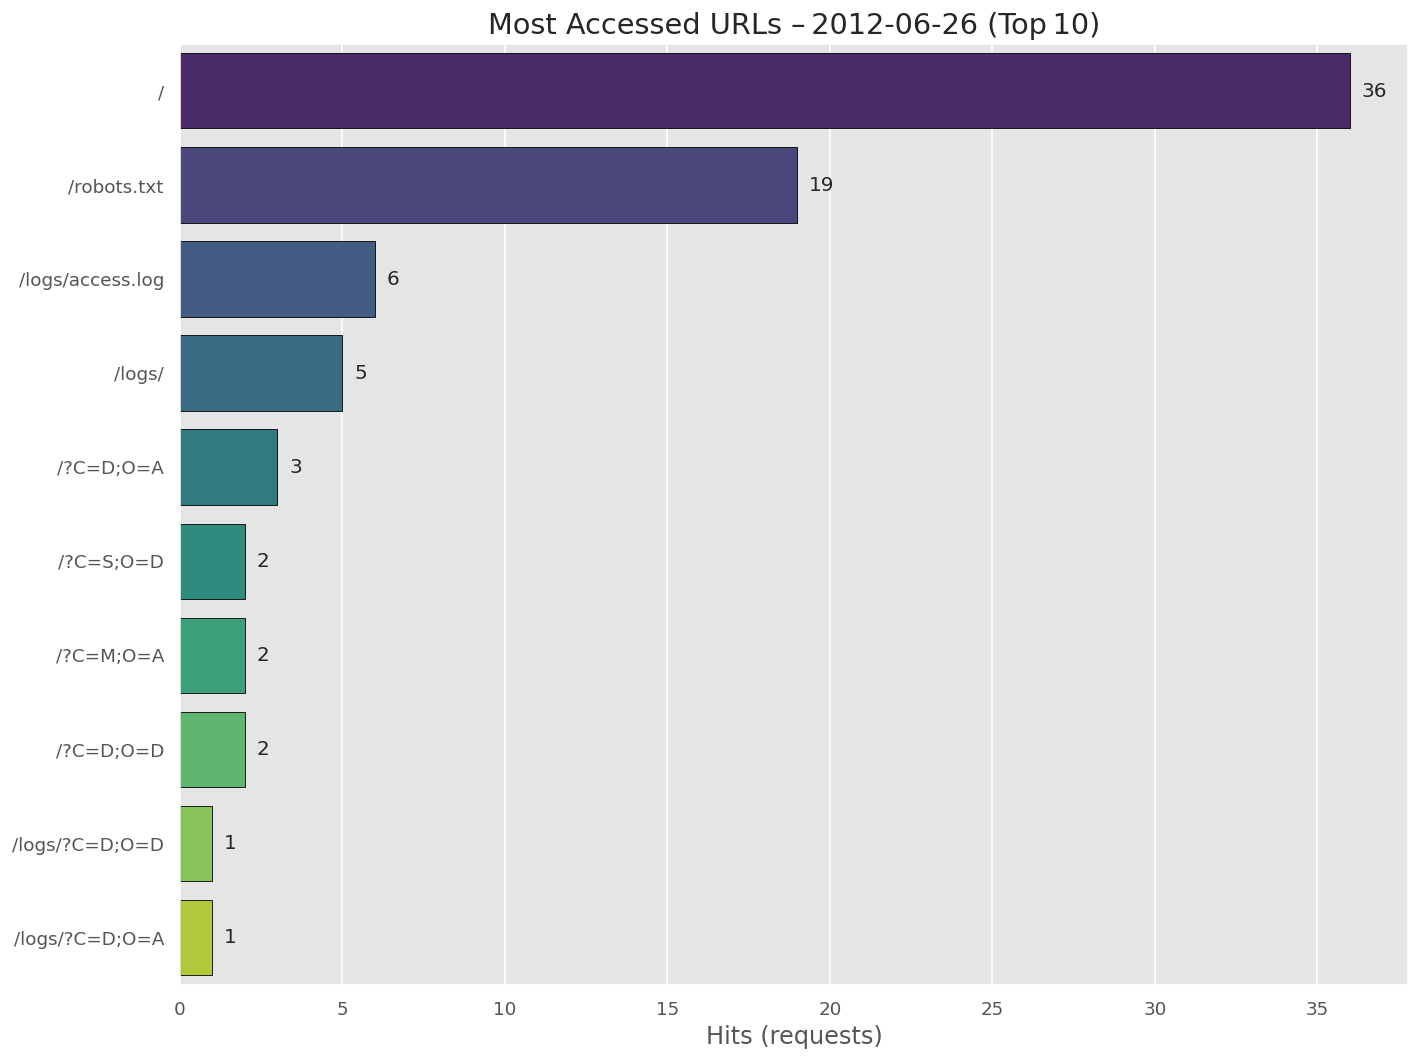 Most Accessed URLs – 2012-06-26 (Top 10)
/ 36
/robots.txt 19
/logs/access.log 6
/logs/ 5
/?C=D;O=A 3
/?C=S;O=D 2
/?C=M;O=A 2
/?C=D;O=D 2
/logs/?C=D;O=D 1
/logs/?C=D;O=A 1
0 5 10 15 20 25 30 35
Hits (requests)